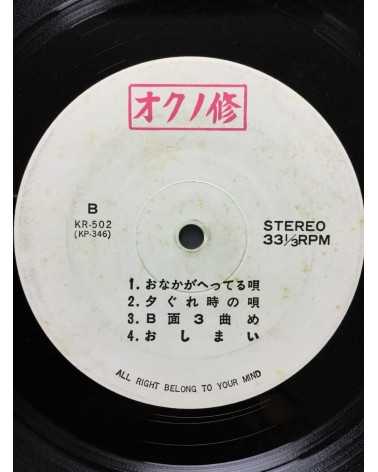 オクノ修
B
KR-502
(KP-346)
STEREO
33⅓RPM
1. おなかがへってる唄
2. 夕ぐれ時の唄
3. B面3曲め
4. おしまい
ALL RIGHT BELONG TO YOUR MIND